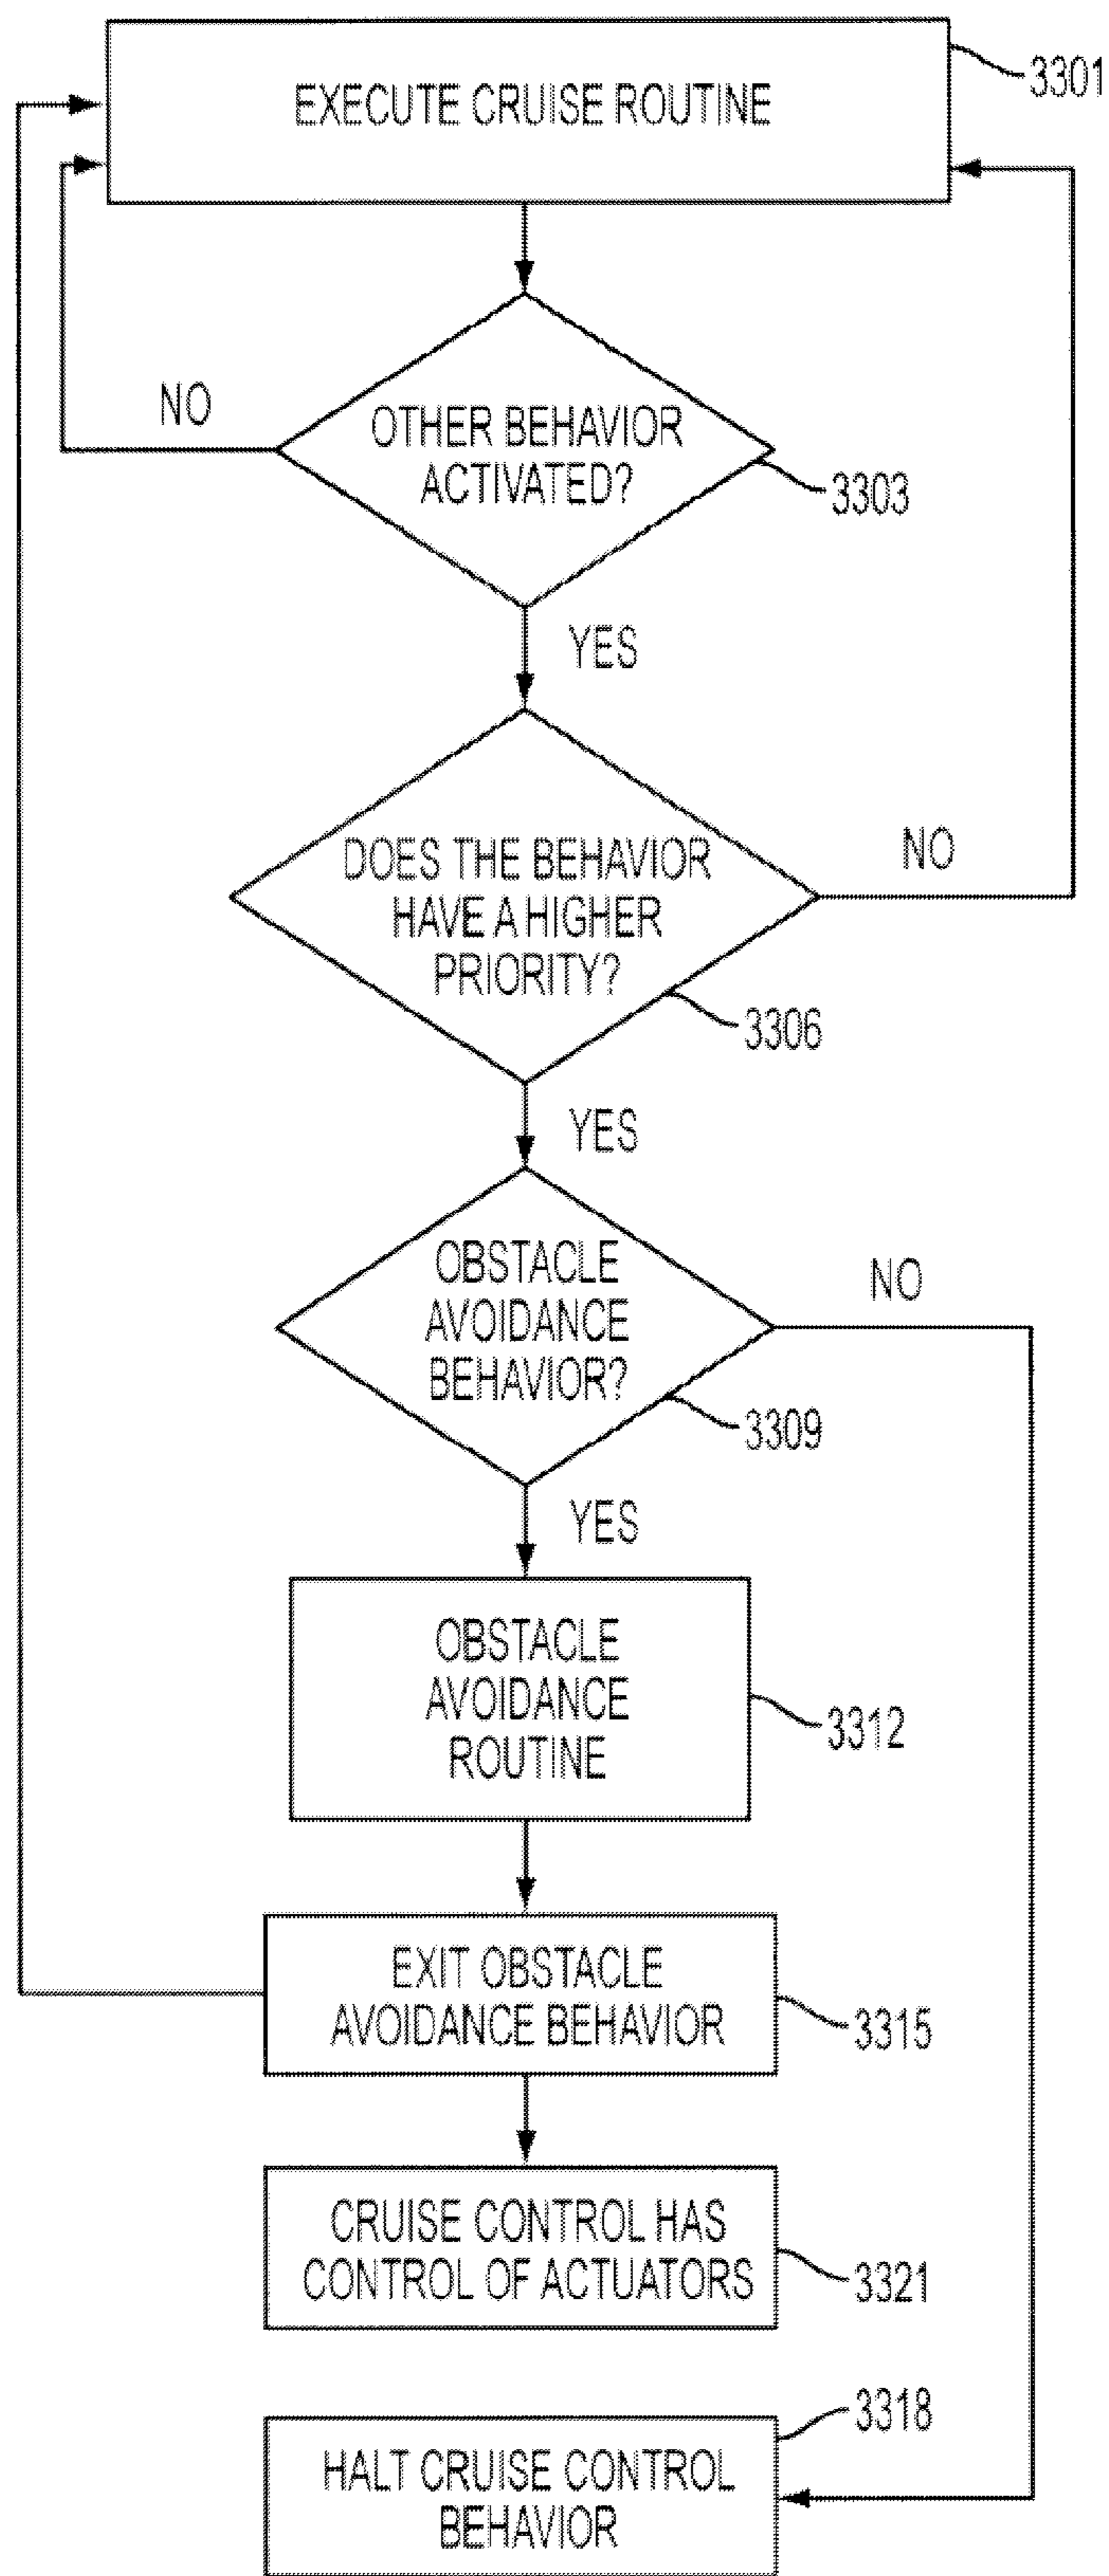 EXECUTE CRUISE ROUTINE
3301
NO
OTHER BEHAVIOR
ACTIVATED?
3303
YES
DOES THE BEHAVIOR
HAVE A HIGHER
PRIORITY?
NO
3306
YES
OBSTACLE
AVOIDANCE
BEHAVIOR?
NO
3309
YES
OBSTACLE
AVOIDANCE
ROUTINE
3312
EXIT OBSTACLE
AVOIDANCE BEHAVIOR
3315
CRUISE CONTROL HAS
CONTROL OF ACTUATORS
3321
3318
HALT CRUISE CONTROL
BEHAVIOR